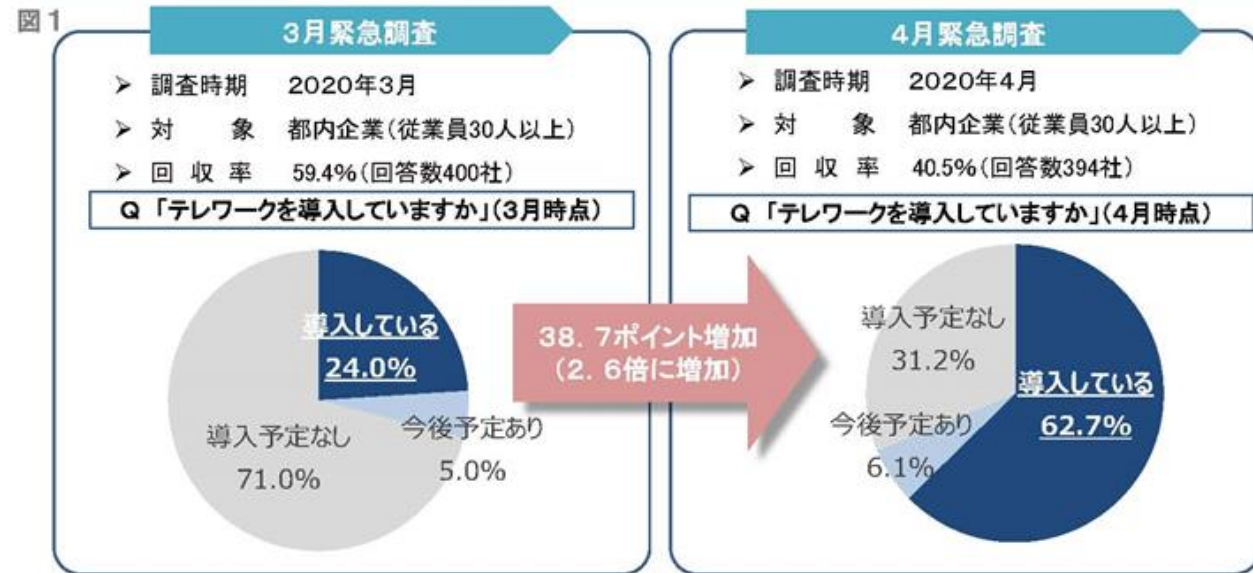 図1
3月緊急調査
➢ 調査時期 2020年3月
➢ 対 象 都内企業(従業員30人以上)
➢ 回 収 率 59.4%(回答数400社)
Q 「テレワークを導入していますか」(3月時点)
導入している
24.0%
今後予定あり
5.0%
導入予定なし
71.0%
38.7ポイント増加
(2.6倍に増加)
4月緊急調査
➢ 調査時期 2020年4月
➢ 対 象 都内企業(従業員30人以上)
➢ 回 収 率 40.5%(回答数394社)
Q 「テレワークを導入していますか」(4月時点)
導入予定なし
31.2%
導入している
62.7%
今後予定あり
6.1%